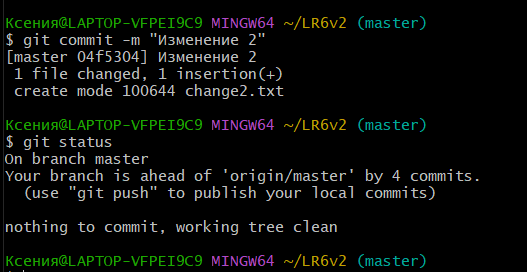 Ксения@LAPTOP-VFPEI9C9 MINGW64 ~/LR6v2 (master)
$ git commit -m "Изменение 2"
[master 04f5304] Изменение 2
 1 file changed, 1 insertion(+)
 create mode 100644 change2.txt
Ксения@LAPTOP-VFPEI9C9 MINGW64 ~/LR6v2 (master)
$ git status
On branch master
Your branch is ahead of 'origin/master' by 4 commits.
  (use "git push" to publish your local commits)
nothing to commit, working tree clean
Ксения@LAPTOP-VFPEI9C9 MINGW64 ~/LR6v2 (master)